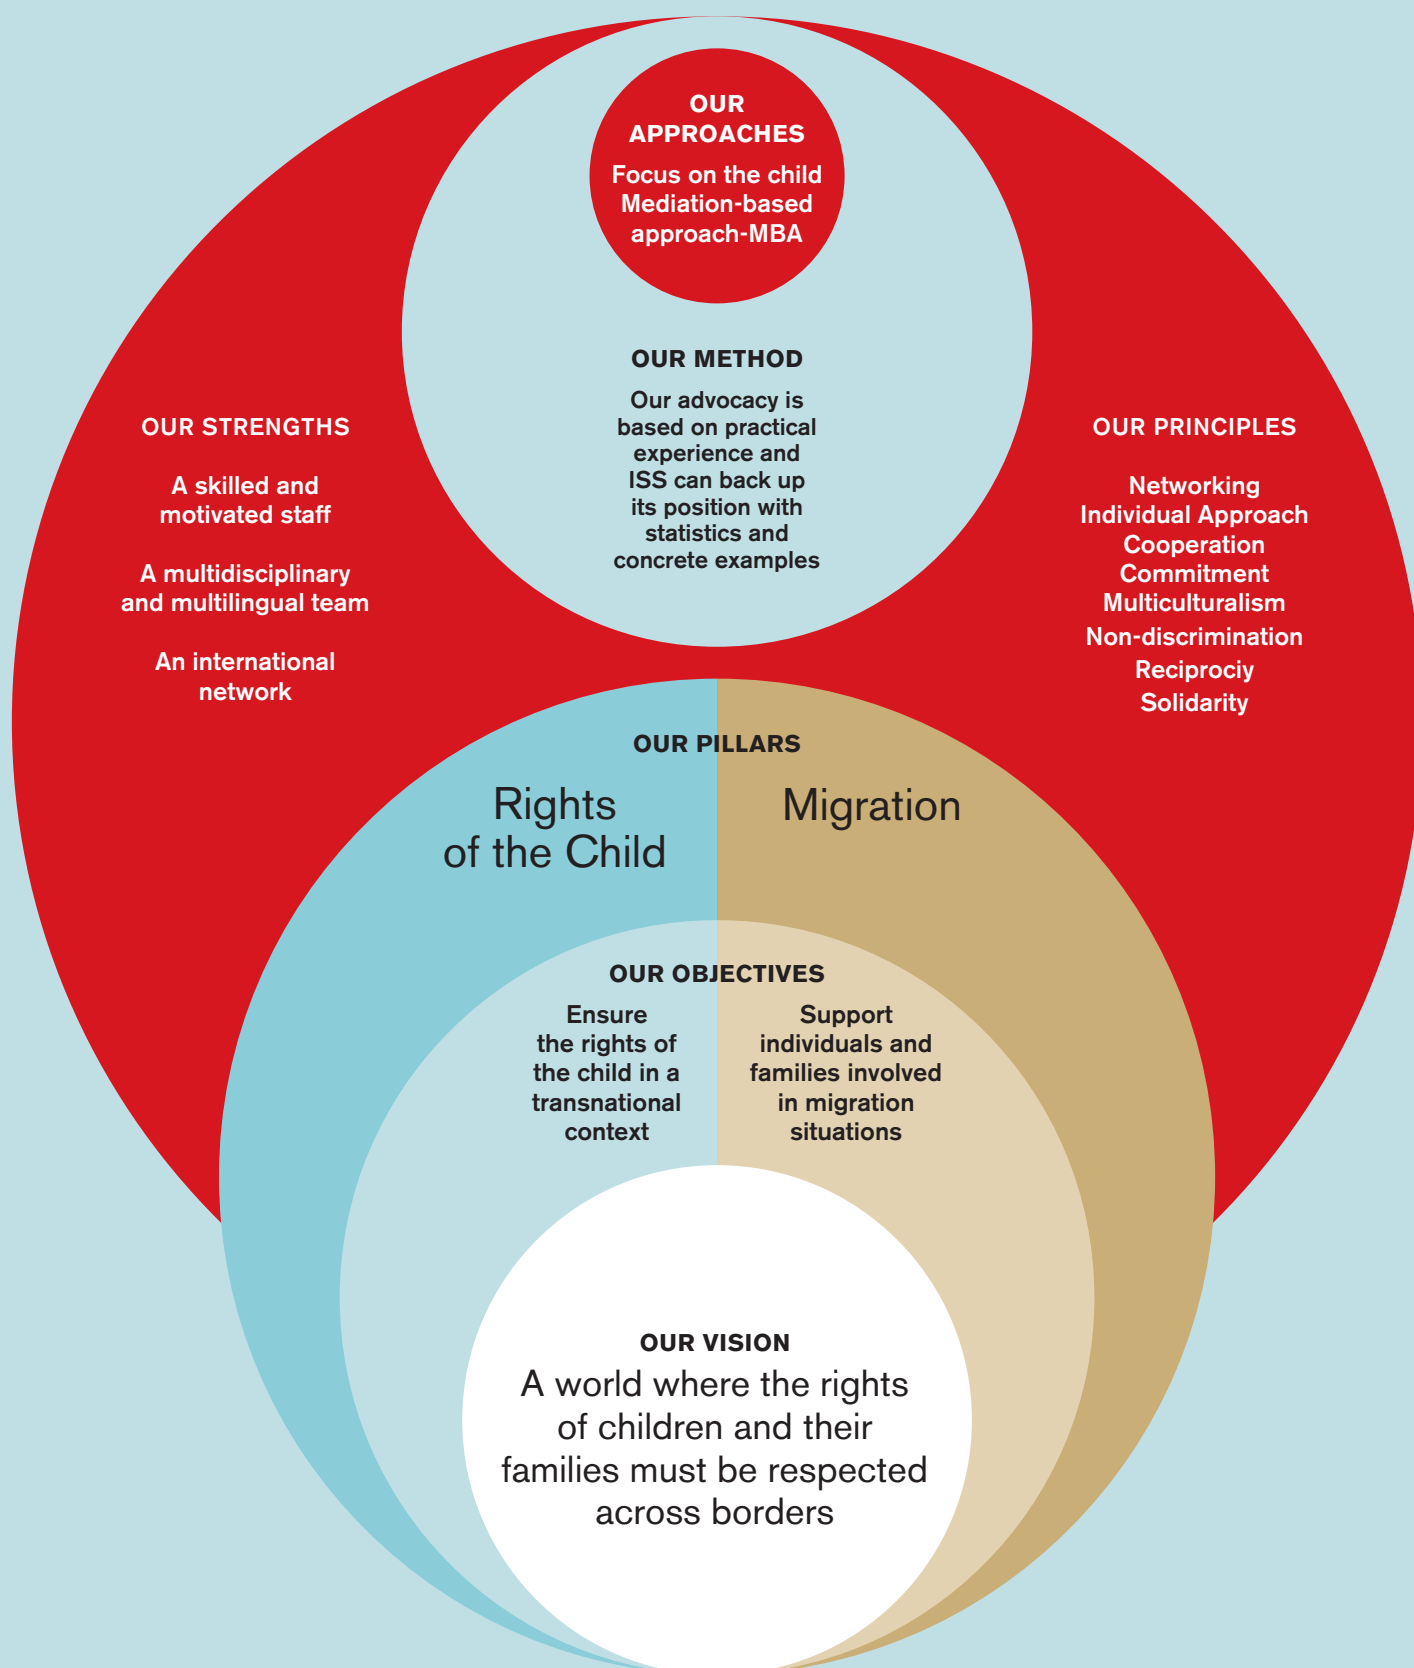 OUR
APPROACHES
Focus on the child
Mediation-based
approach-MBA
OUR METHOD
Our advocacy is
based on practical
experience and
ISS can back up
its position with
statistics and
concrete examples
OUR STRENGTHS
A skilled and
motivated staff
A multidisciplinary
and multilingual team
An international
network
OUR PRINCIPLES
Networking
Individual Approach
Cooperation
Commitment
Multiculturalism
Non-discrimination
Reciprociy
Solidarity
OUR PILLARS
Rights
of the Child
Migration
OUR OBJECTIVES
Ensure
the rights of
the child in a
transnational
context
Support
individuals and
families involved
in migration
situations
OUR VISION
A world where the rights
of children and their
families must be respected
across borders